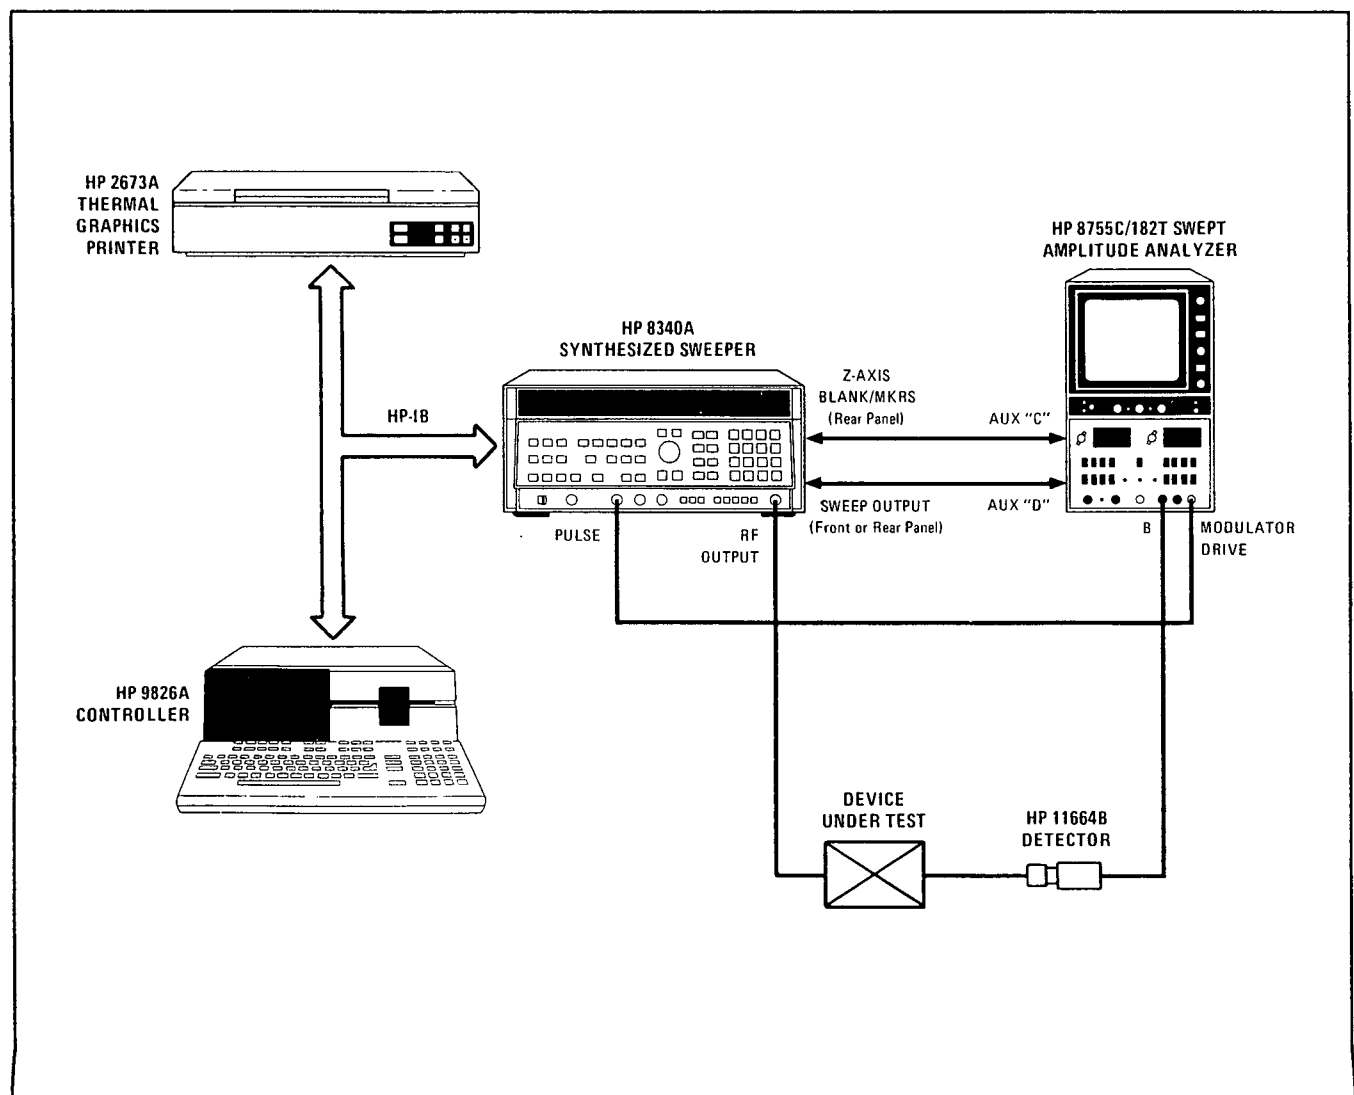 HP 2673A
THERMAL
GRAPHICS
PRINTER
HP 8755C/182T SWEPT
AMPLITUDE ANALYZER
HP 8340A
SYNTHESIZED SWEEPER
Z-AXIS
BLANK/MKRS
(Rear Panel)
AUX "C"
HP-IB
SWEEP OUTPUT
(Front or Rear Panel)
AUX "D"
PULSE
RF
OUTPUT
B
MODULATOR
DRIVE
HP 9826A
CONTROLLER
DEVICE
UNDER TEST
HP 11664B
DETECTOR